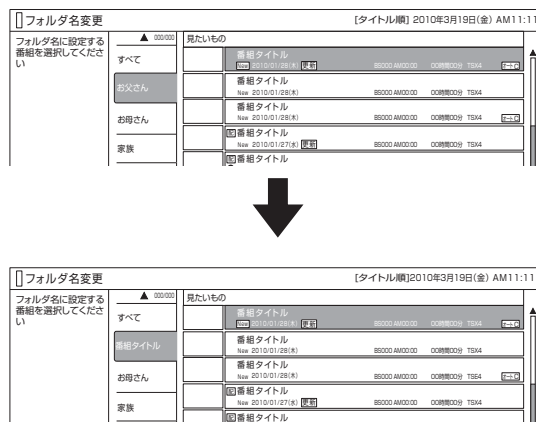 フォルダ名変更 [タイトル順] 2010年3月19日(金) AM11:11
フォルダ名に設定する
番組を選択してくださ
い
▲ 000/000
すべて
お父さん
お母さん
家族
見たいもの
番組タイトル
New 2010/01/28(木) 更新 BS000 AM00:00 00時間00分 TSX4 オートC
番組タイトル
New 2010/01/28(木) BS000 AM00:00 00時間00分 TSX4
番組タイトル
New 2010/01/28(木) BS000 AM00:00 00時間00分 TSX4 オートC
配 番組タイトル
New 2010/01/27(水) 更新 BS000 AM00:00 00時間00分 TSX4
配 番組タイトル
フォルダ名変更 [タイトル順]2010年3月19日(金) AM11:11
フォルダ名に設定する
番組を選択してくださ
い
▲ 000/000
すべて
番組タイトル
お母さん
家族
見たいもの
番組タイトル
New 2010/01/28(木) 更新 BS000 AM00:00 00時間00分 TSX4 オートC
番組タイトル
New 2010/01/28(木) BS000 AM00:00 00時間00分 TSX4
番組タイトル
New 2010/01/28(木) BS000 AM00:00 00時間00分 TSE4 オートC
配 番組タイトル
New 2010/01/27(水) 更新 BS000 AM00:00 00時間00分 TSX4
配 番組タイトル